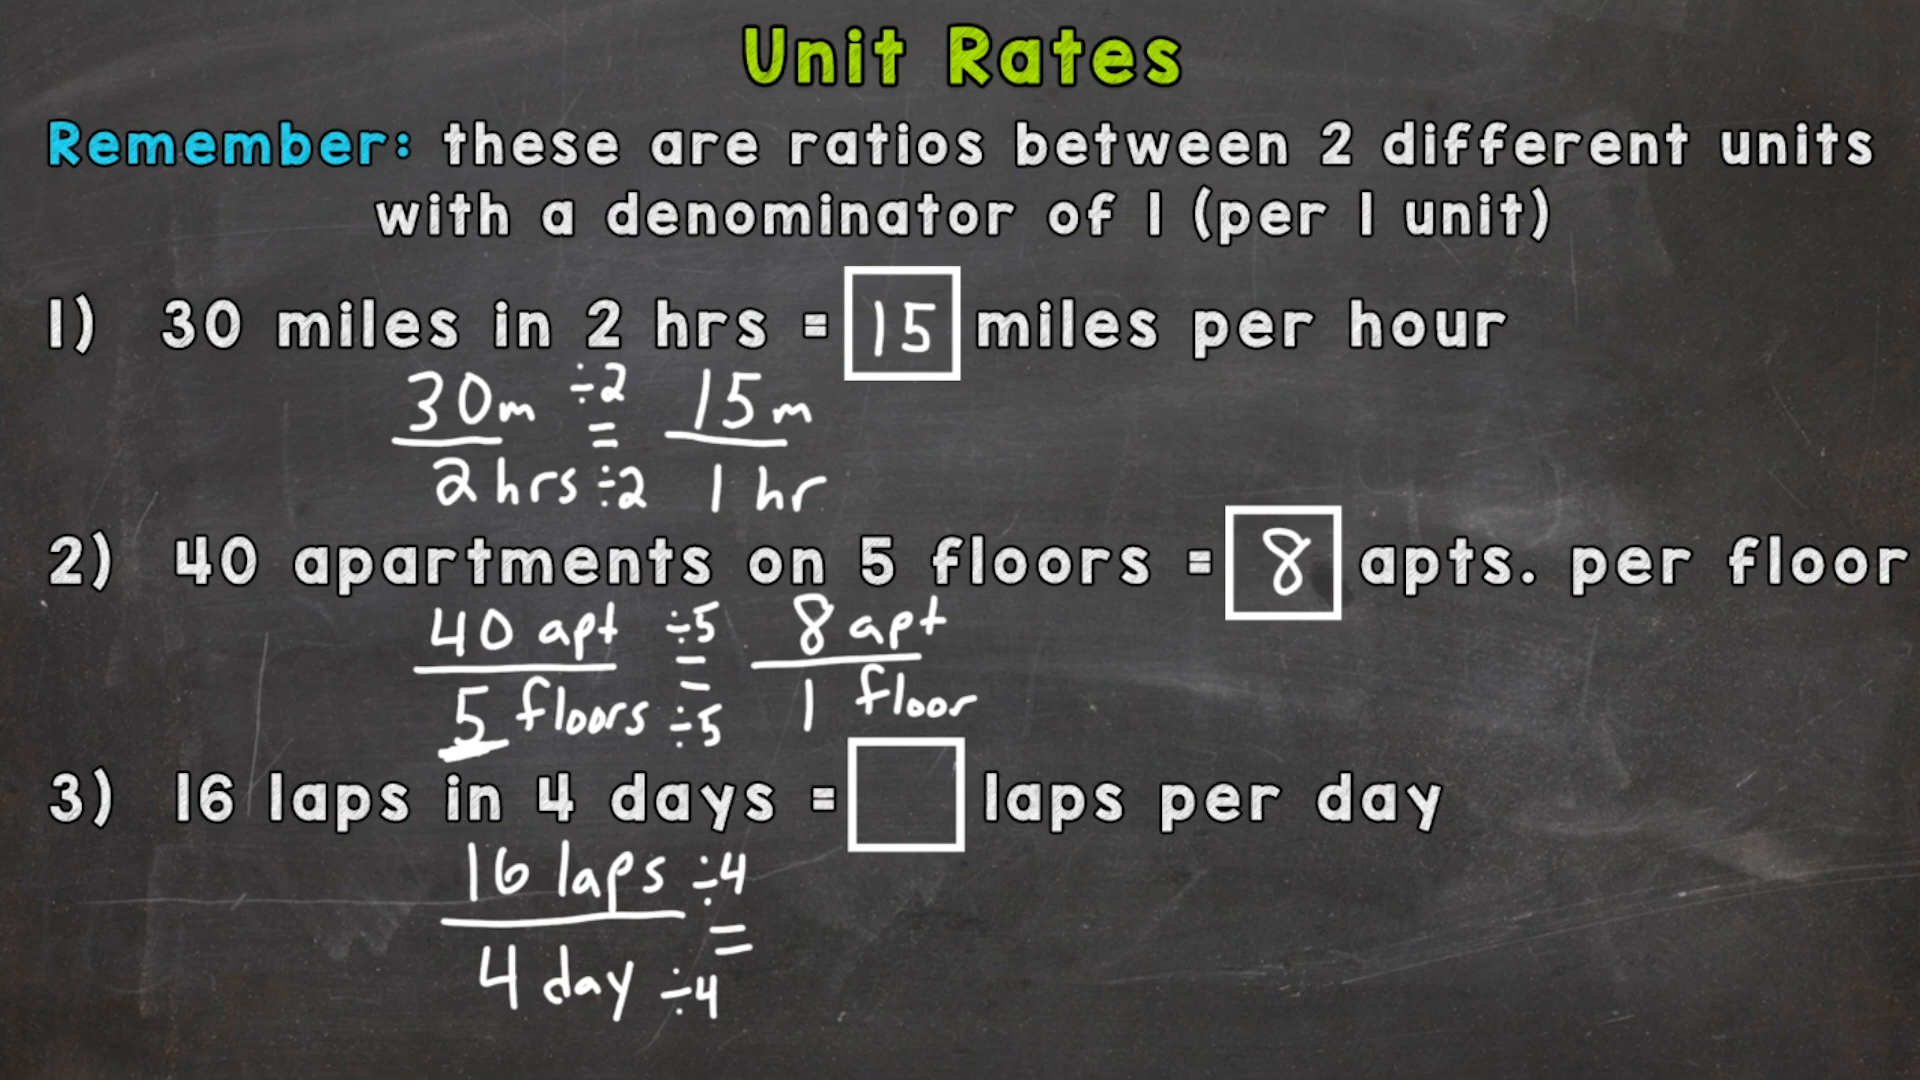 Unit Rates
Remember: these are ratios between 2 different units
with a denominator of 1 (per 1 unit)
1) 30 miles in 2 hrs = 15 miles per hour
30m ÷2 15m
=
2 hrs ÷2 1 hr
2) 40 apartments on 5 floors = 8 apts. per floor
40 apt ÷5 8 apt
=
5 floors ÷5 1 floor
3) 16 laps in 4 days = laps per day
16 laps ÷4
=
4 day ÷4